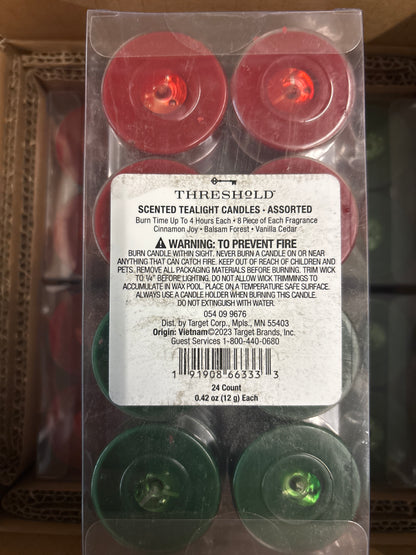 THRESHOLD
SCENTED TEALIGHT CANDLES • ASSORTED
Burn Time Up To 4 Hours Each • 8 Piece of Each Fragrance
Cinnamon Joy • Balsam Forest • Vanilla Cedar
WARNING: TO PREVENT FIRE
BURN CANDLE WITHIN SIGHT. NEVER BURN A CANDLE ON OR NEAR
ANYTHING THAT CAN CATCH FIRE. KEEP OUT OF REACH OF CHILDREN AND
PETS. REMOVE ALL PACKAGING MATERIALS BEFORE BURNING. TRIM WICK
TO ¼" BEFORE LIGHTING. DO NOT ALLOW WICK TRIMMINGS TO
ACCUMULATE IN WAX POOL. PLACE ON A TEMPERATURE SAFE SURFACE.
ALWAYS USE A CANDLE HOLDER WHEN BURNING THIS CANDLE.
DO NOT EXTINGUISH WITH WATER.
054 09 9676
Dist. by Target Corp., Mpls., MN 55403
Origin: Vietnam ©2023 Target Brands, Inc.
Guest Services 1-800-440-0680
1 91908 66333 3
24 Count
0.42 oz (12 g) Each